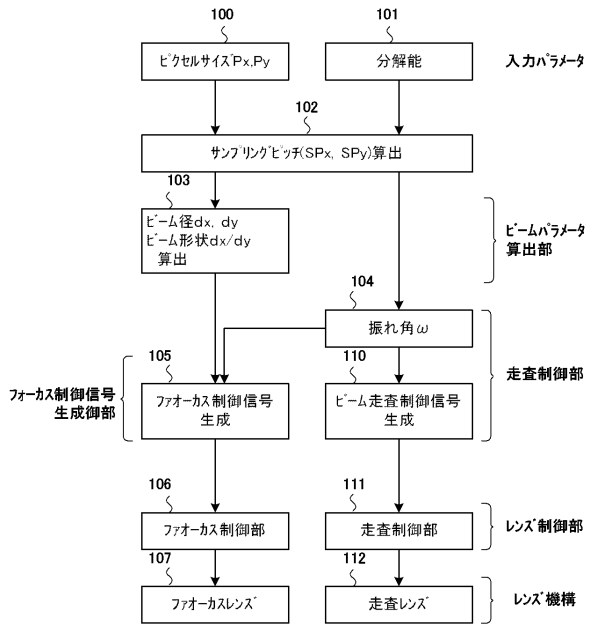 100
101
ピクセルサイズPx,Py
分解能
入力パラメータ
102
サンプリングピッチ(SPx, SPy)算出
103
ビーム径dx, dy
ビーム形状dx/dy
算出
ビームパラメータ
算出部
104
振れ角ω
105
110
フォーカス制御信号
生成御部
ファオーカス制御信号
生成
ビーム走査制御信号
生成
走査制御部
106
111
ファオーカス制御部
走査制御部
レンズ制御部
107
112
ファオーカスレンズ
走査レンズ
レンズ機構